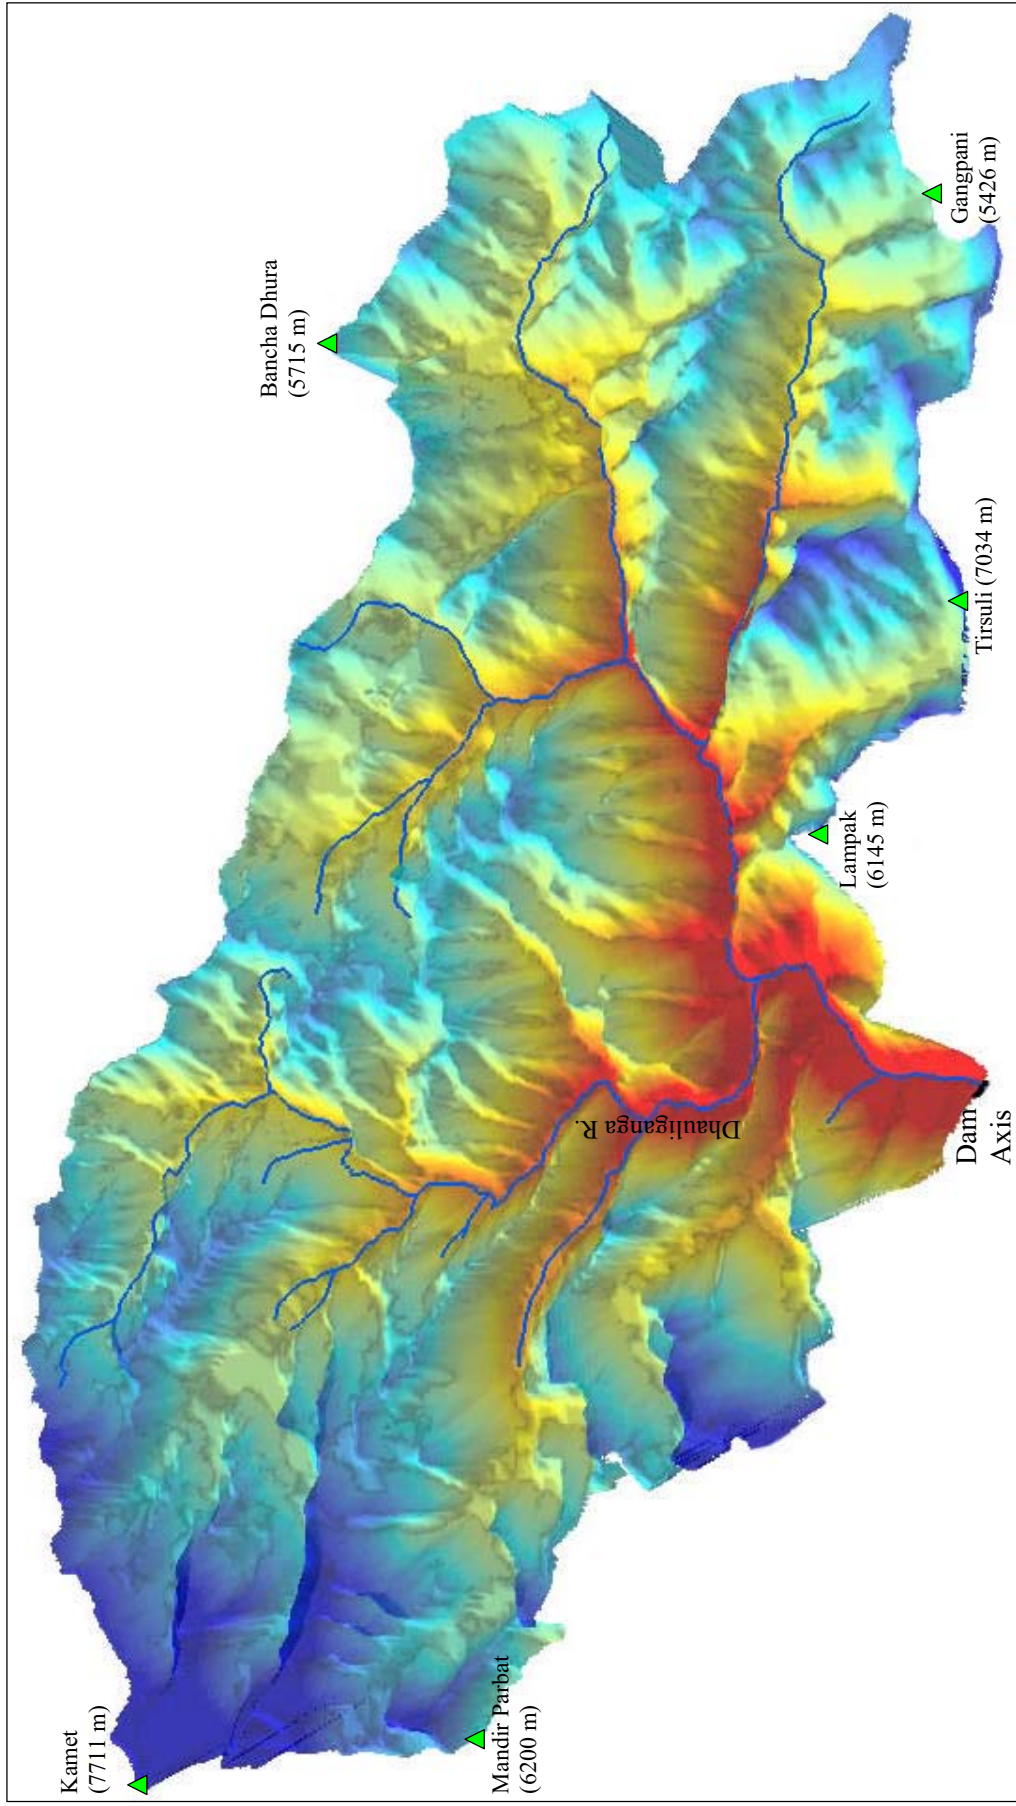 Kamet
(7711 m)
Bancha Dhura
(5715 m)
Gangpani
(5426 m)
Tirsuli (7034 m)
Lampak
(6145 m)
Dhauliganga R.
Mandir Parbat
(6200 m)
Dam
Axis